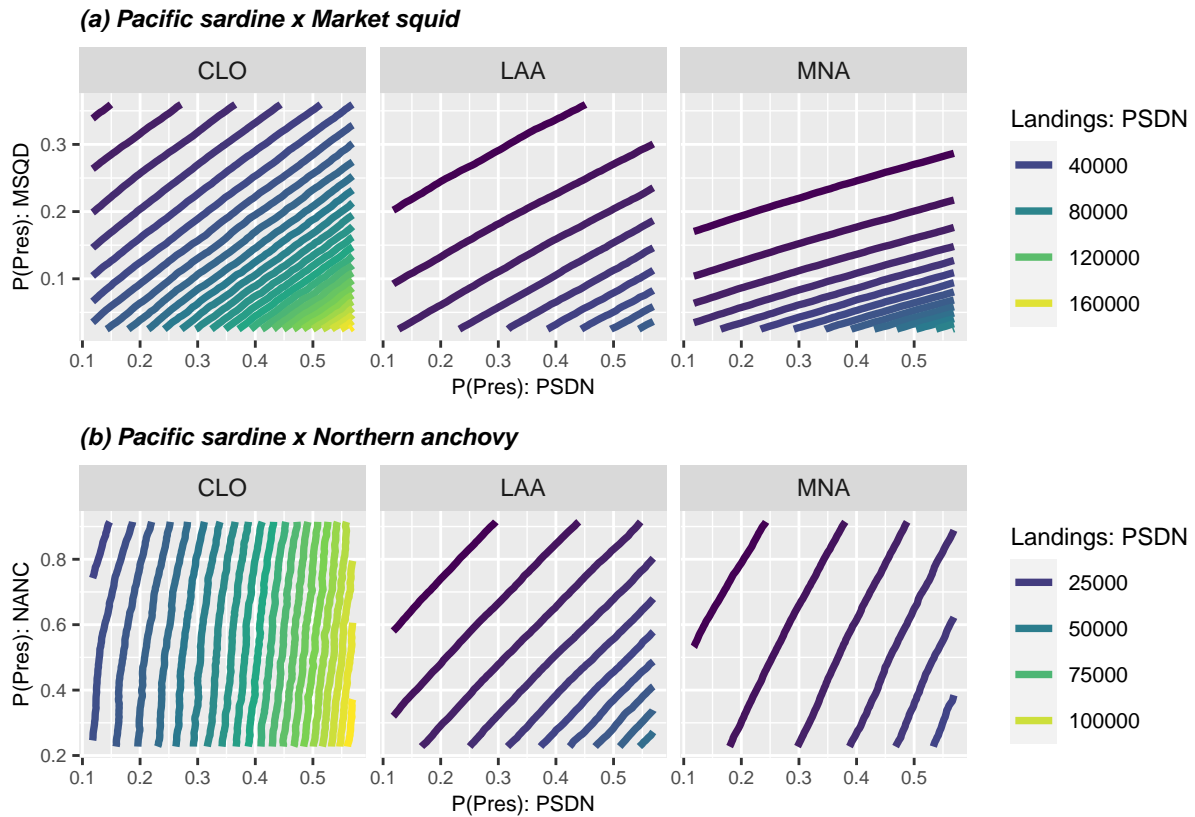 (a) Pacific sardine x Market squid
CLO LAA MNA
P(Pres): MSQD
0.3
0.2
0.1
0.1 0.2 0.3 0.4 0.5 0.1 0.2 0.3 0.4 0.5 0.1 0.2 0.3 0.4 0.5
P(Pres): PSDN
Landings: PSDN
40000
80000
120000
160000
(b) Pacific sardine x Northern anchovy
CLO LAA MNA
P(Pres): NANC
0.8
0.6
0.4
0.2
0.1 0.2 0.3 0.4 0.5 0.1 0.2 0.3 0.4 0.5 0.1 0.2 0.3 0.4 0.5
P(Pres): PSDN
Landings: PSDN
25000
50000
75000
100000